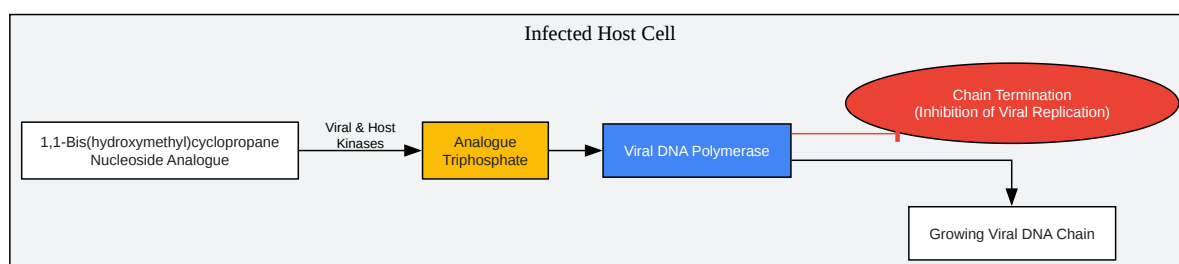 Infected Host Cell
1,1-Bis(hydroxymethyl)cyclopropane
Nucleoside Analogue
Viral & Host
Kinases
Analogue
Triphosphate
Viral DNA Polymerase
Chain Termination
(Inhibition of Viral Replication)
Growing Viral DNA Chain